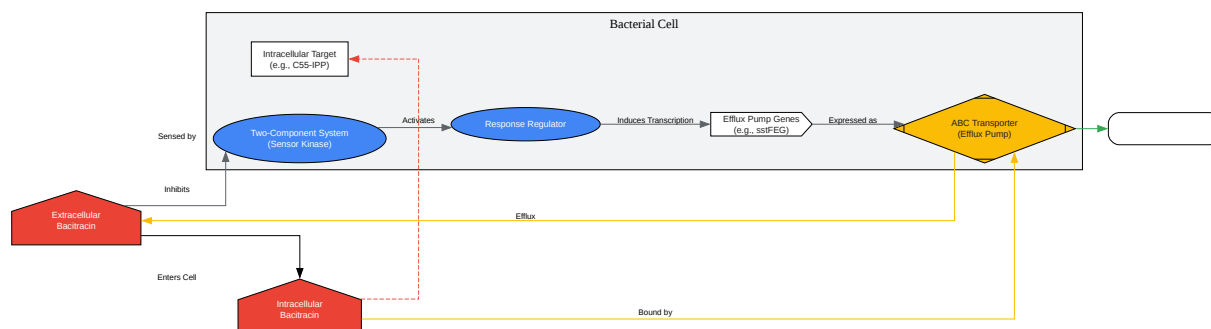 Bacterial Cell
Intracellular Target
(e.g., C55-IPP)
Sensed by
Two-Component System
(Sensor Kinase)
Activates
Response Regulator
Induces Transcription
Efflux Pump Genes
(e.g., sstFEG)
Expressed as
ABC Transporter
(Efflux Pump)
Inhibits
Extracellular
Bacitracin
Efflux
Enters Cell
Intracellular
Bacitracin
Bound by